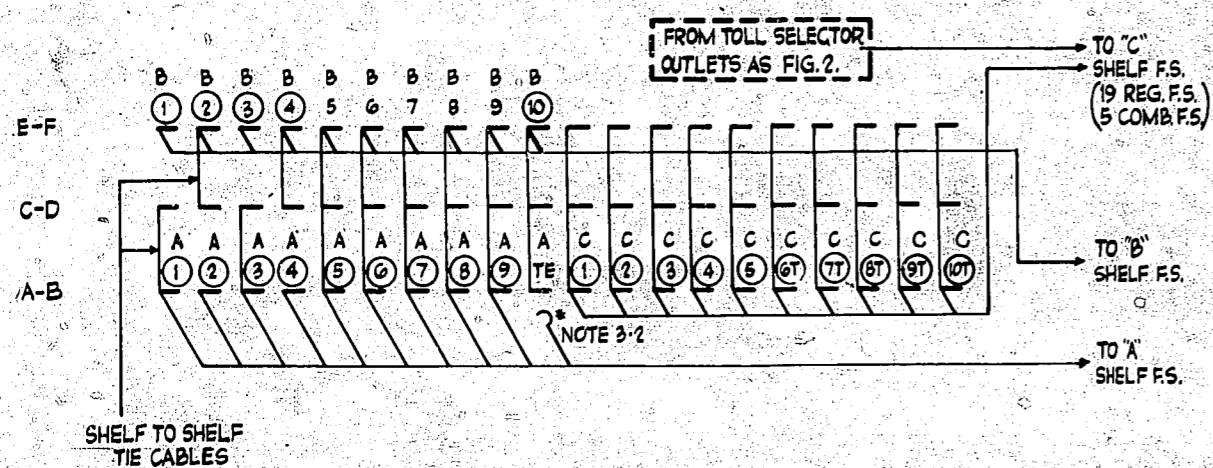 FROM TOLL SELECTOR
OUTLETS AS FIG. 2.
TO "C"
SHELF F.S.
(19 REG. F.S.
5 COMB. F.S.)
B B B B B B B B B B
1 2 3 4 5 6 7 8 9 10
E-F
C-D
A A A A A A A A A A C C C C C C C C C C
1 2 3 4 5 6 7 8 9 TE 1 2 3 4 5 6T 7T 8T 9T 10T
A-B
TO "B"
SHELF F.S.
* NOTE 3.2
TO "A"
SHELF F.S.
SHELF TO SHELF
TIE CABLES